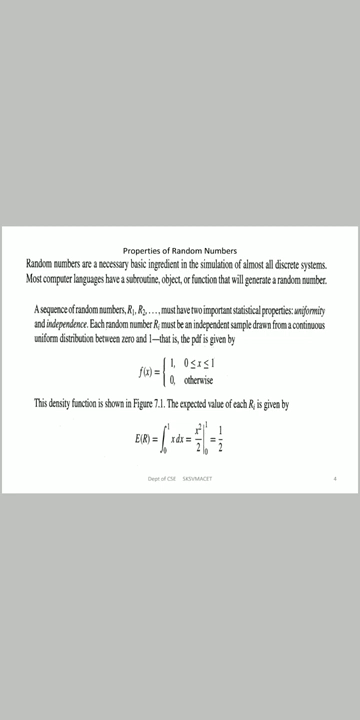 Properties of Random Numbers
Random numbers are a necessary basic ingredient in the simulation of almost all discrete systems.
Most computer languages have a subroutine, object, or function that will generate a random number.
A sequence of random numbers, R₁, R₂, . . . , must have two important statistical properties: uniformity
and independence. Each random number Rᵢ must be an independent sample drawn from a continuous
uniform distribution between zero and 1—that is, the pdf is given by
f(x) = { 1, 0 ≤ x ≤ 1
0, otherwise
This density function is shown in Figure 7.1. The expected value of each Rᵢ is given by
E(R) = ∫₀¹ x dx = x²/2 |₀¹ = 1/2
Dept of CSE SKSVMACET 4